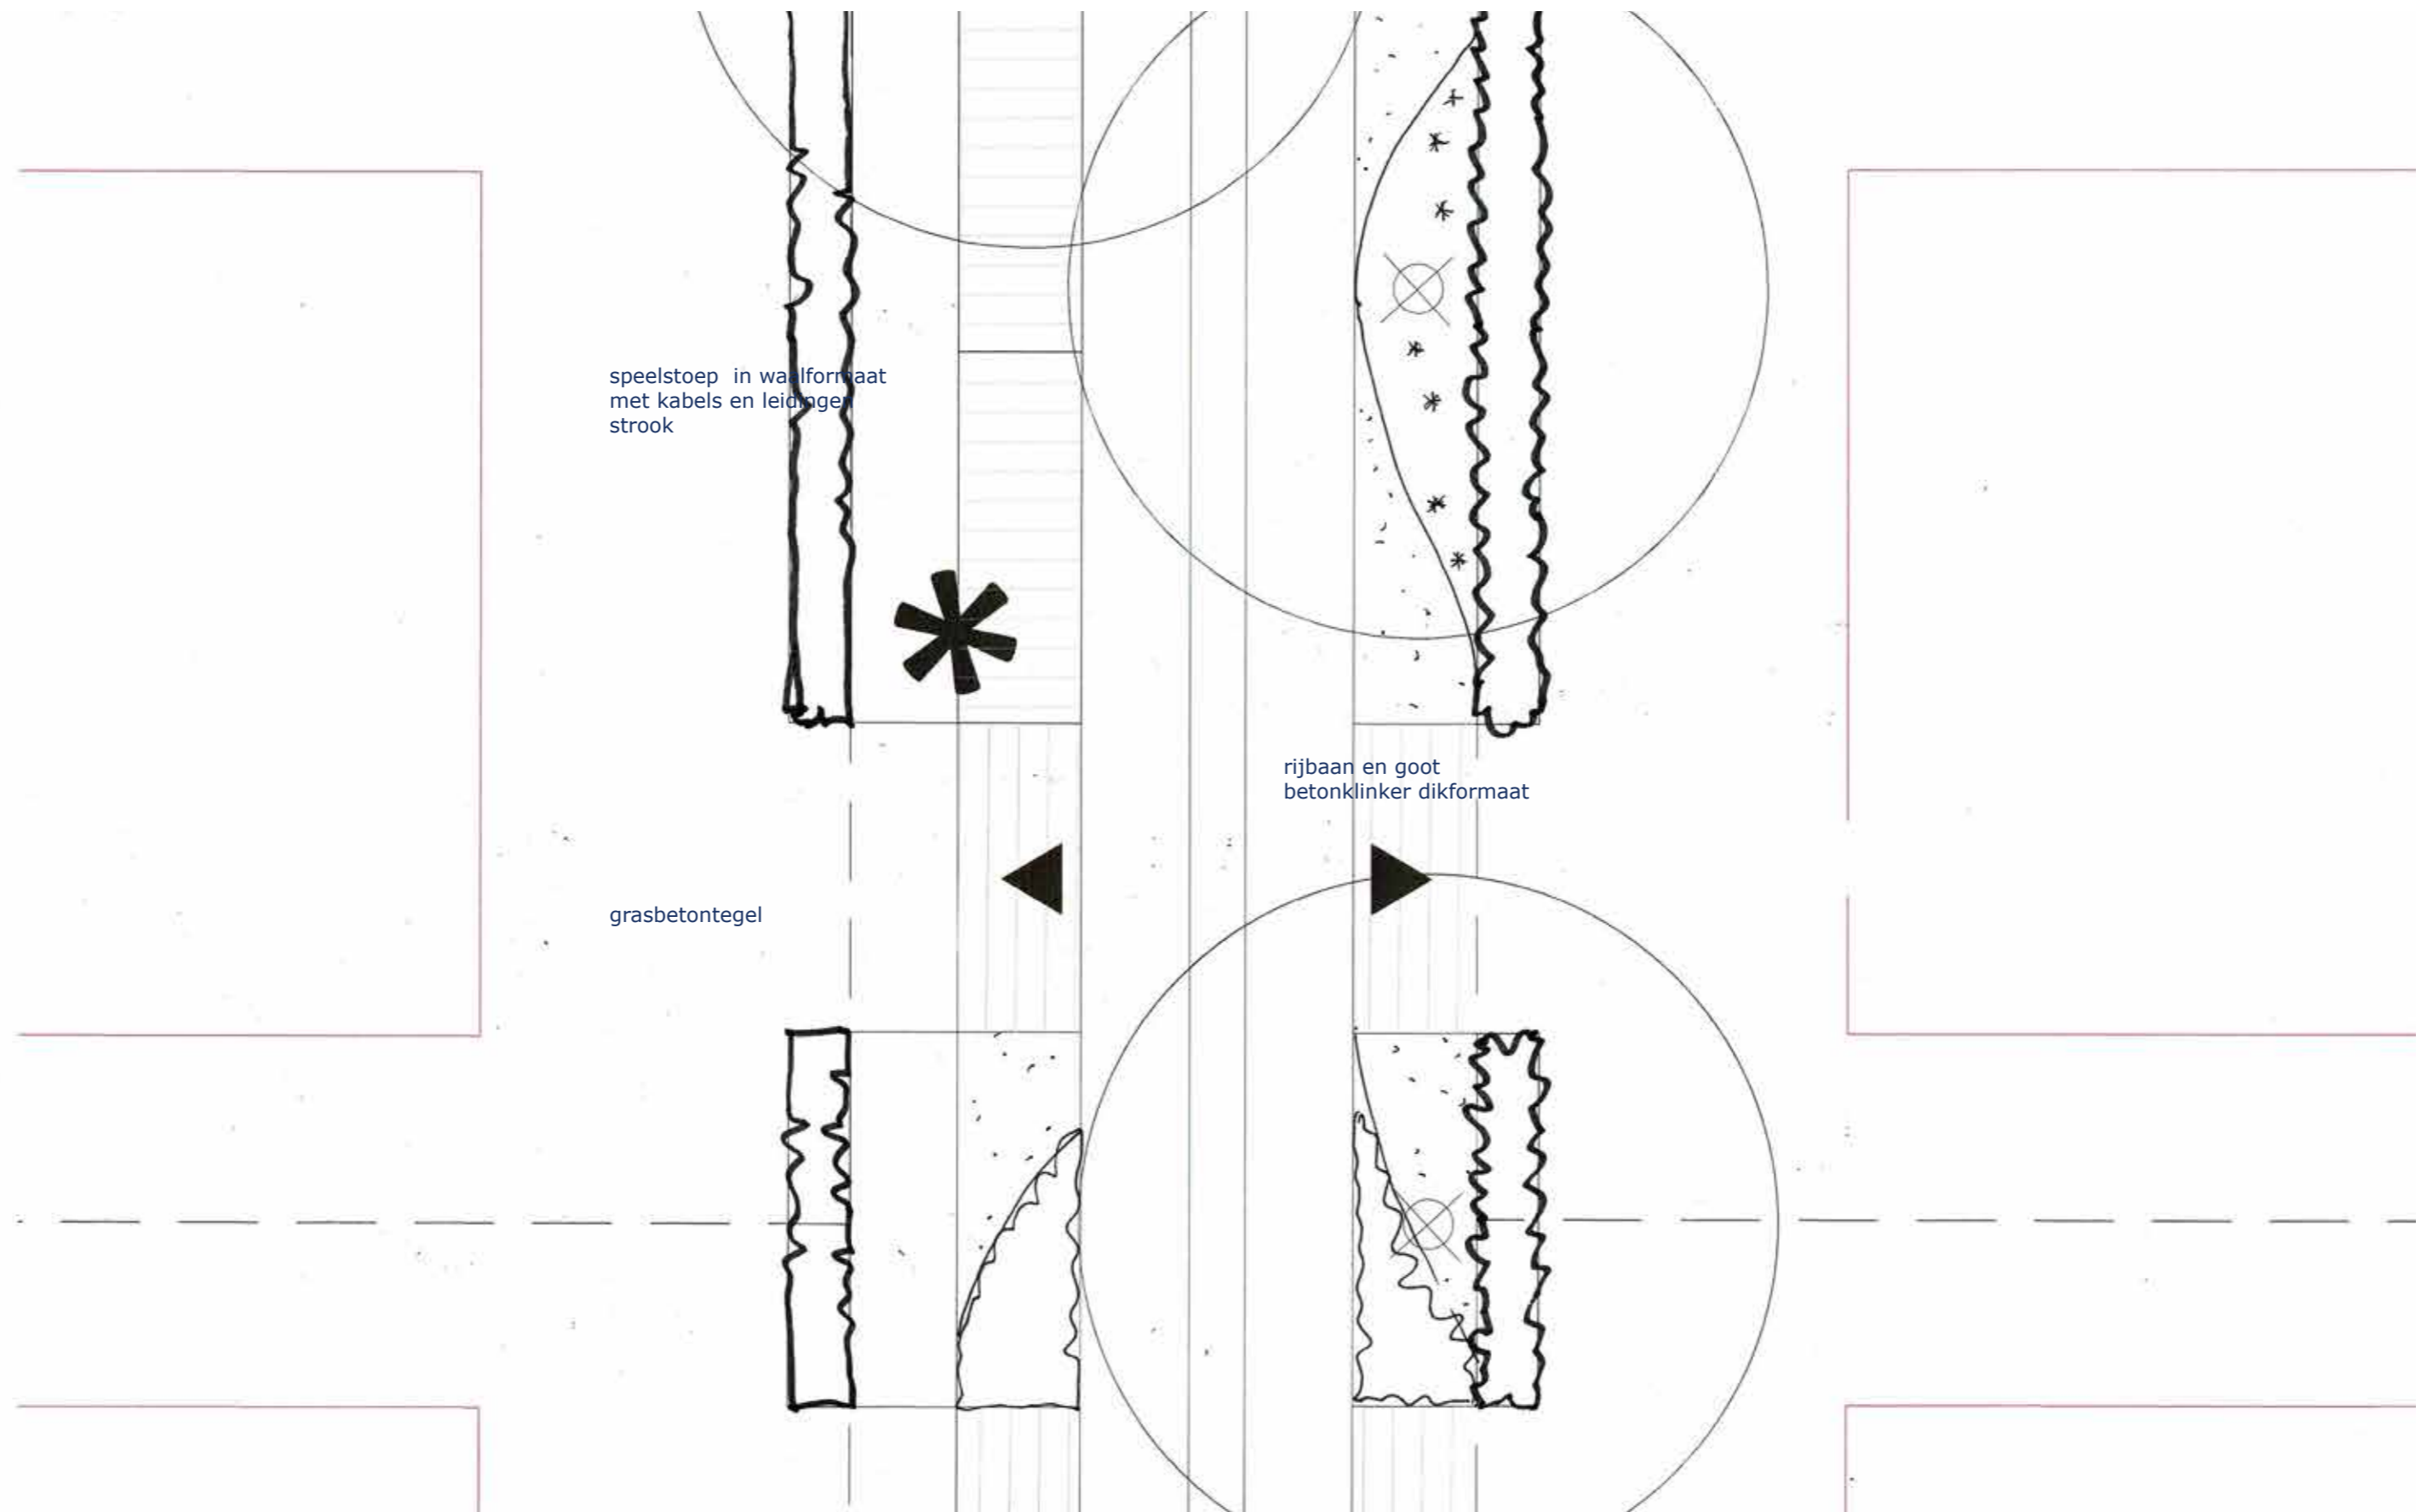 speelstoep in waalformaat
met kabels en leidingen
strook
rijbaan en goot
betonklinker dikformaat
grasbetontegel